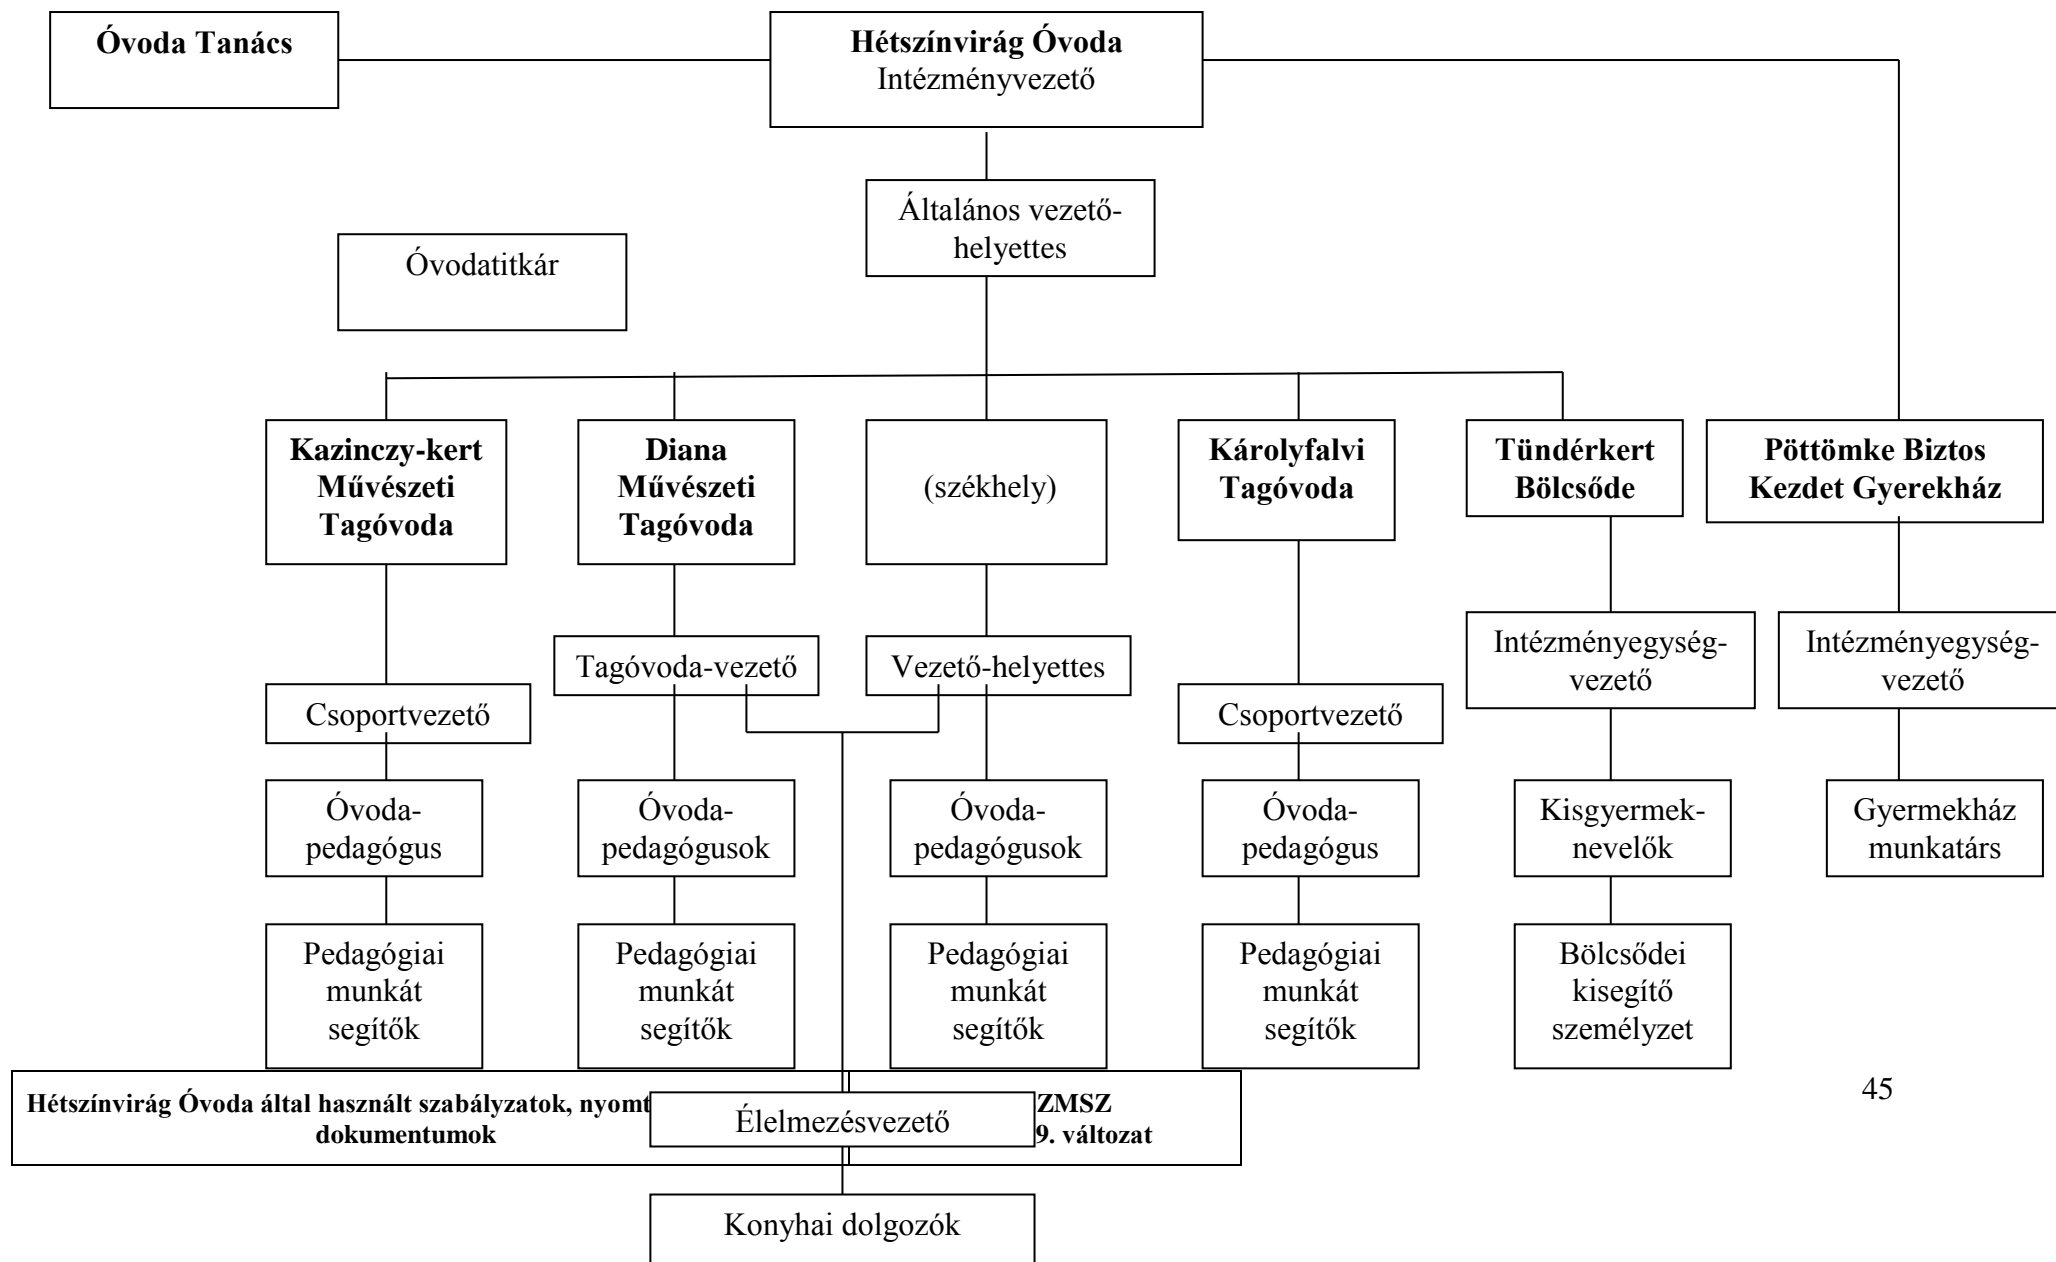 Óvoda Tanács
Hétszínvirág Óvoda
Intézményvezető
Általános vezető-
helyettes
Óvodatitkár
Kazinczy-kert
Művészeti
Tagóvoda
Diana
Művészeti
Tagóvoda
(székhely)
Károlyfalvi
Tagóvoda
Tündérkert
Bölcsőde
Pöttömke Biztos
Kezdet Gyerekház
Csoportvezető
Tagóvoda-vezető
Vezető-helyettes
Csoportvezető
Intézményegység-
vezető
Intézményegység-
vezető
Óvoda-
pedagógus
Óvoda-
pedagógusok
Óvoda-
pedagógusok
Óvoda-
pedagógus
Kisgyermek-
nevelők
Gyermekház
munkatárs
Pedagógiai
munkát
segítők
Pedagógiai
munkát
segítők
Pedagógiai
munkát
segítők
Pedagógiai
munkát
segítők
Bölcsődei
kisegítő
személyzet
Hétszínvirág Óvoda által használt szabályzatok, nyomt
dokumentumok
ZMSZ
9. változat
45
Élelmezésvezető
Konyhai dolgozók